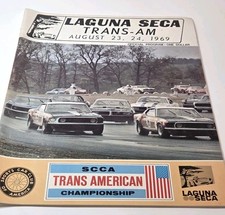 LAGUNA SECA
TRANS-AM
AUGUST 23, 24, 1969
SCCA
TRANS AMERICAN
CHAMPIONSHIP
LAGUNA
SECA